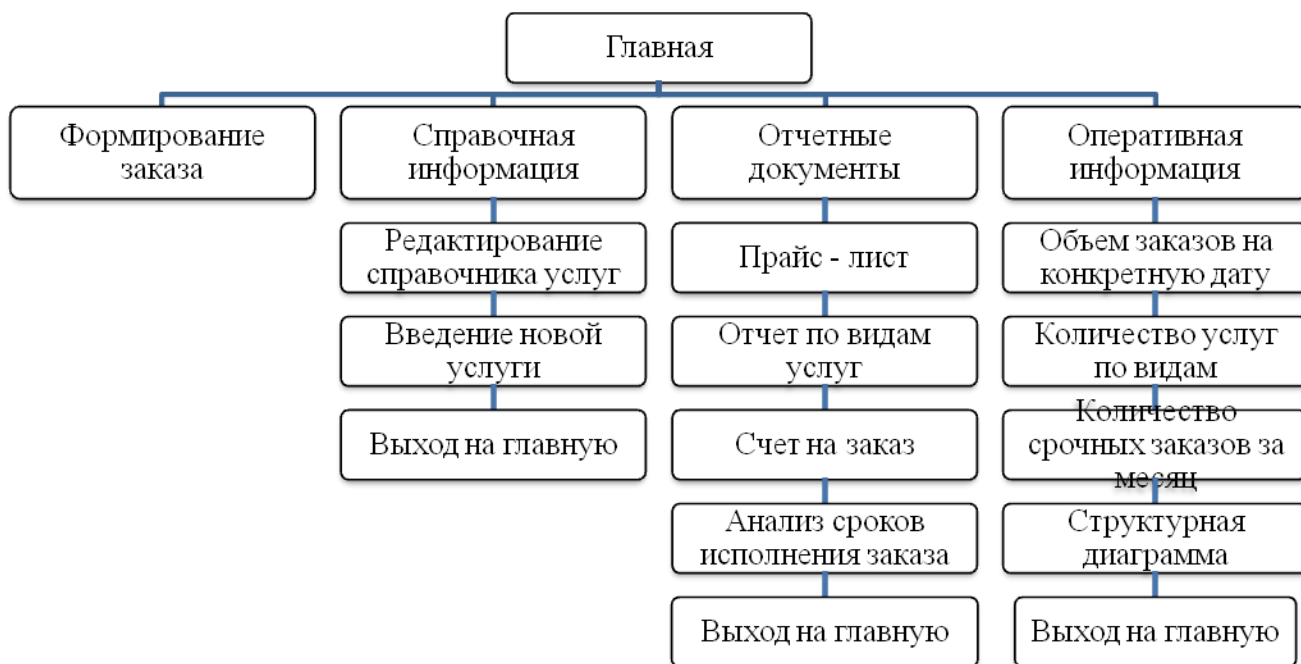 Главная
Формирование
заказа
Справочная
информация
Отчетные
документы
Оперативная
информация
Редактирование
справочника услуг
Прайс - лист
Объем заказов на
конкретную дату
Введение новой
услуги
Отчет по видам
услуг
Количество услуг
по видам
Выход на главную
Счет на заказ
Количество
срочных заказов за
месяц
Анализ сроков
исполнения заказа
Структурная
диаграмма
Выход на главную
Выход на главную